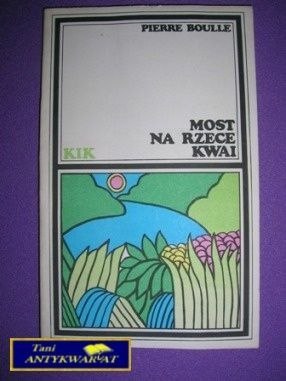 PIERRE BOULLE
MOST
NA RZECE
KWAI
KIK
Tani
ANTYKWARIAT